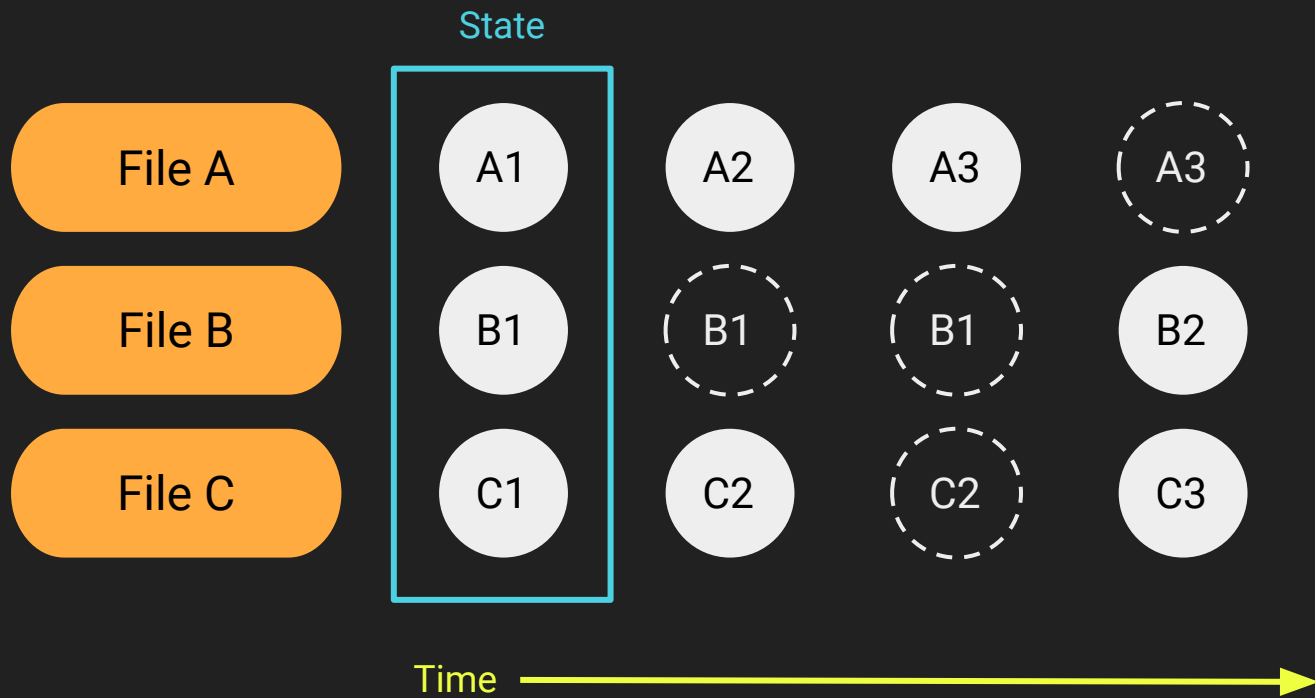 State
File A
A1
A2
A3
A3
File B
B1
B1
B1
B2
File C
C1
C2
C2
C3
Time